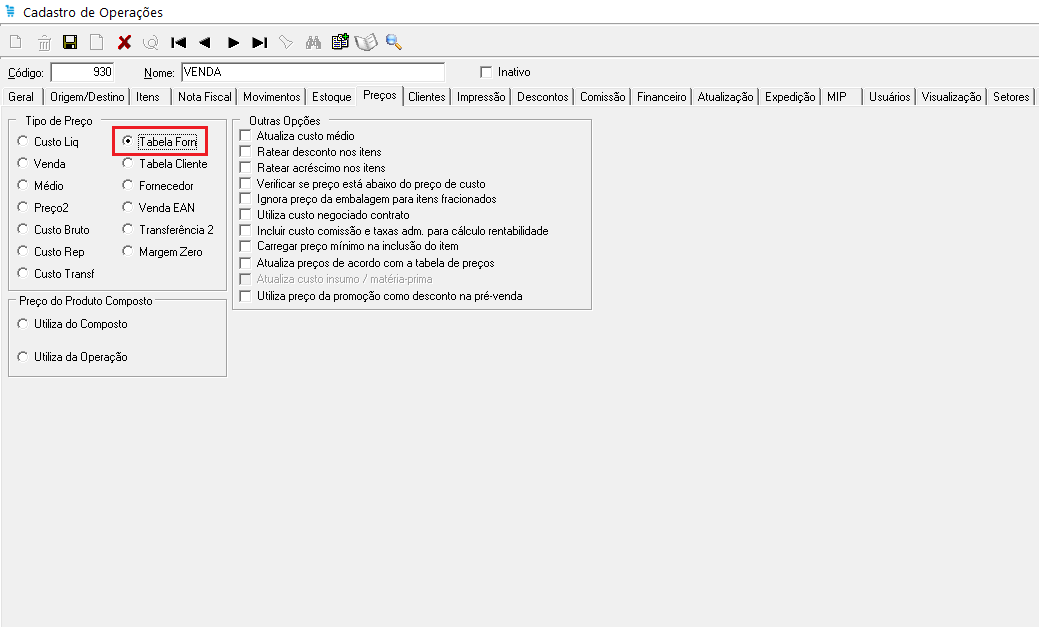 Cadastro de Operações
Código: 930 Nome: VENDA Inativo
Geral Origem/Destino Itens Nota Fiscal Movimentos Estoque Preços Clientes Impressão Descontos Comissão Financeiro Atualização Expedição MIP Usuários Visualização Setores
Tipo de Preço
Custo Liq
Tabela Forn
Venda
Tabela Cliente
Médio
Fornecedor
Preço2
Venda EAN
Custo Bruto
Transferência 2
Custo Rep
Margem Zero
Custo Transf
Preço do Produto Composto
Utiliza do Composto
Utiliza da Operação
Outras Opções
Atualiza custo médio
Ratear desconto nos itens
Ratear acréscimo nos itens
Verificar se preço está abaixo do preço de custo
Ignora preço da embalagem para itens fracionados
Utiliza custo negociado contrato
Incluir custo comissão e taxas adm. para cálculo rentabilidade
Carregar preço mínimo na inclusão do item
Atualiza preços de acordo com a tabela de preços
Atualiza custo insumo / matéria-prima
Utiliza preço da promoção como desconto na pré-venda